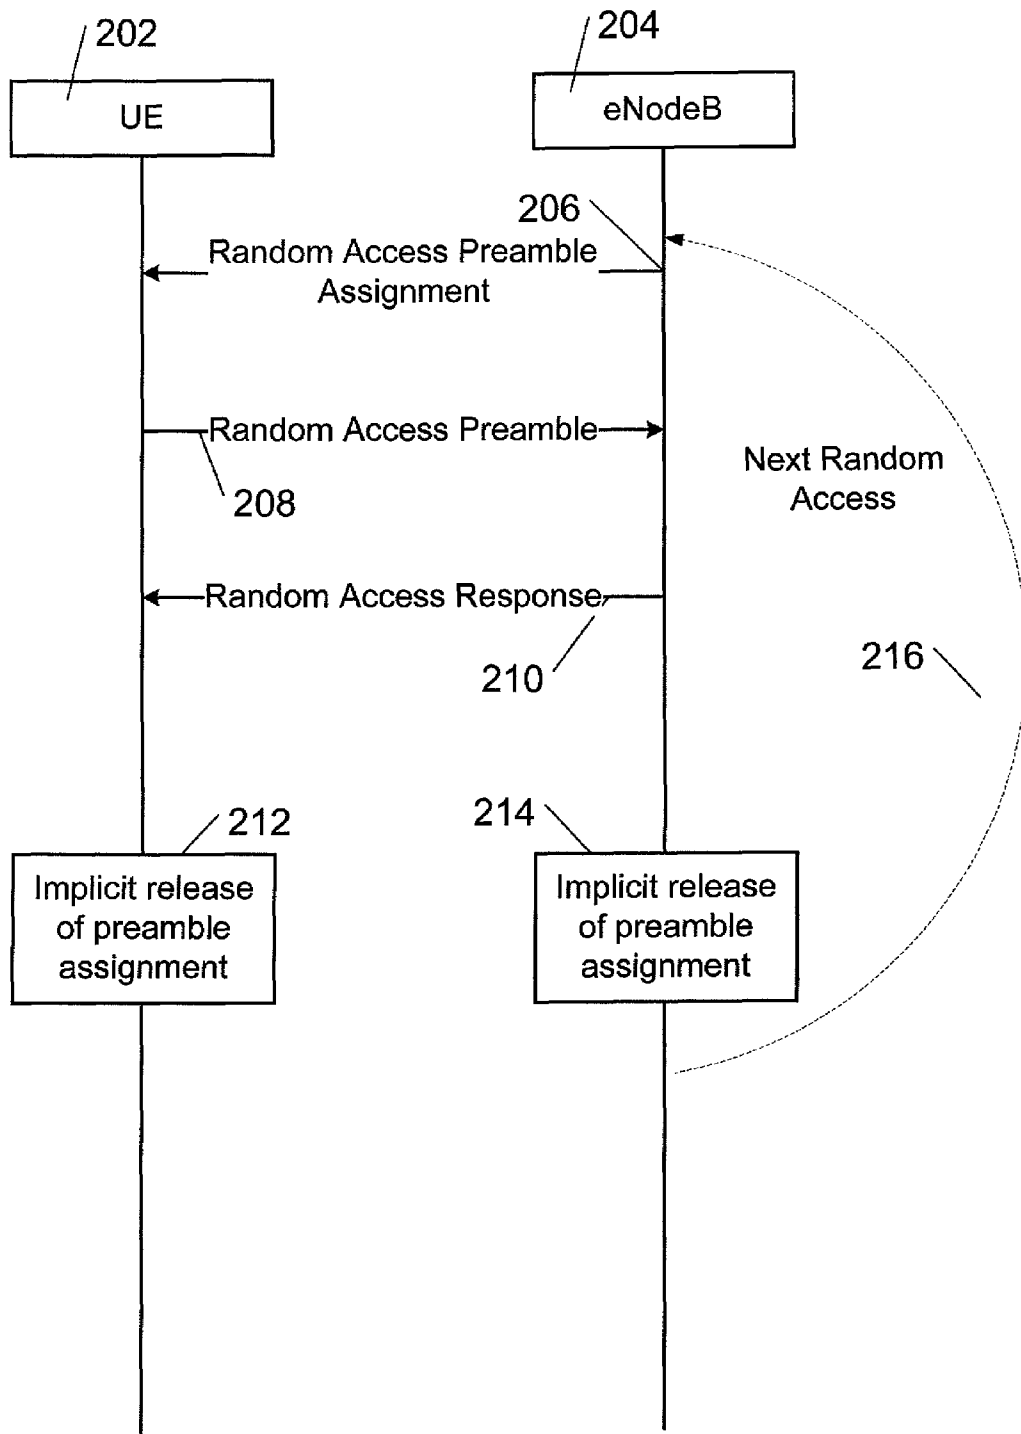 202
204
UE
eNodeB
206
Random Access Preamble
Assignment
Random Access Preamble
208
Next Random
Access
Random Access Response
210
216
212
214
Implicit release
of preamble
assignment
Implicit release
of preamble
assignment